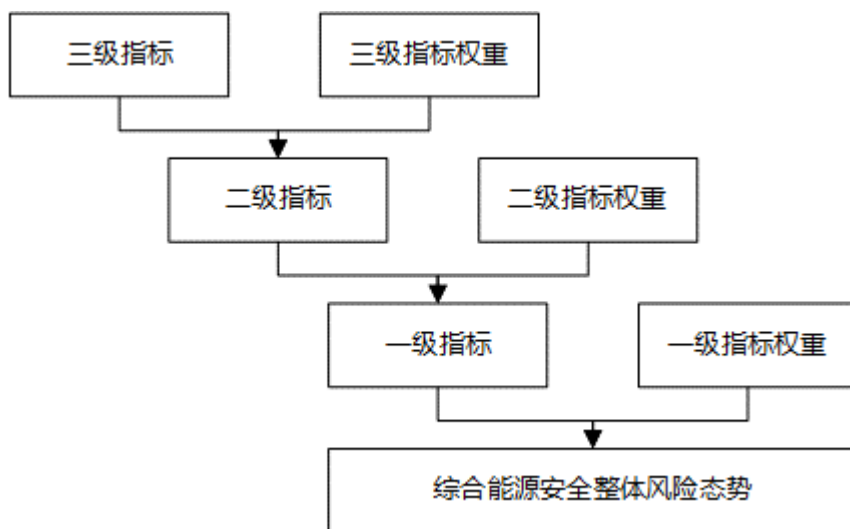 三级指标
三级指标权重
二级指标
二级指标权重
一级指标
一级指标权重
综合能源安全整体风险态势